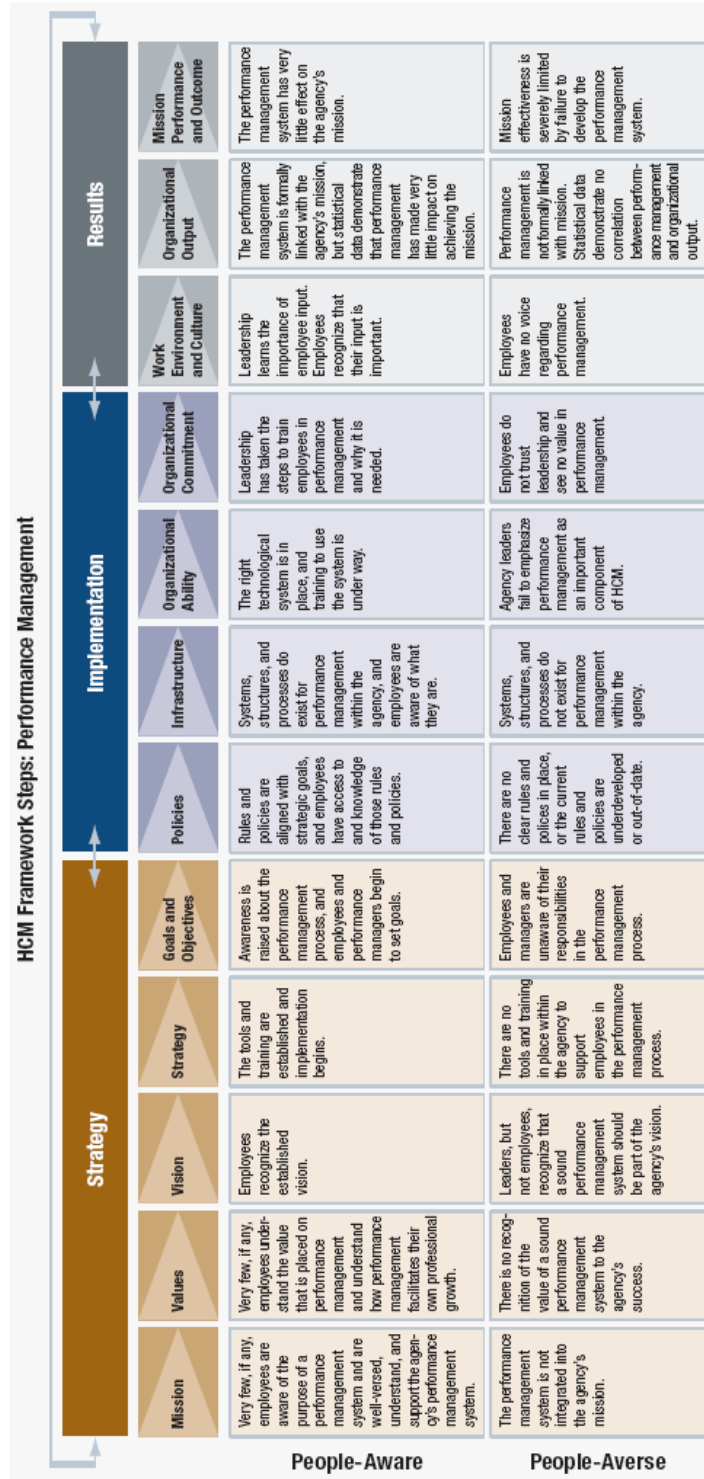 HCM Framework Steps: Performance Management
Strategy
Implementation
Results
Mission
Values
Vision
Strategy
Goals and
Objectives
Policies
Infrastructure
Organizational
Ability
Organizational
Commitment
Work
Environment
and Culture
Organizational
Output
Mission
Performance
and Outcome
People-Aware
Very few, if any,
employees are
aware of the
purpose of a
performance
management
system and are
well-versed,
understand, and
support the agen-
cy's performance
management
system.
Very few, if any,
employees under-
stand the value
that is placed on
performance
management
and understand
how performance
management
facilitates their
own professional
growth.
Employees
recognize the
established
vision.
The tools and
training are
established and
implementation
begins.
Awareness is
raised about the
performance
management
process, and
employees and
performance
managers begin
to set goals.
Rules and
policies are
aligned with
strategic goals,
and employees
have access to
and knowledge
of those rules
and policies.
Systems,
structures, and
processes do
exist for
performance
management
within the
agency, and
employees are
aware of what
they are.
The right
technological
system is in
place, and
training to use
the system is
under way.
Leadership
has taken the
steps to train
employees in
performance
management
and why it is
needed.
Leadership
learns the
importance of
employee input.
Employees
recognize that
their input is
important.
The performance
management
system is formally
linked with the
agency's mission,
but statistical
data demonstrate
that performance
management
has made very
little impact on
achieving the
mission.
The performance
management
system has very
little effect on
the agency's
mission.
People-Averse
The performance
management
system is not
integrated into
the agency's
mission.
There is no recog-
nition of the
value of a sound
performance
management
system to the
agency's
success.
Leaders, but
not employees,
recognize that
a sound
performance
management
system should
be part of the
agency's vision.
There are no
tools and training
in place within
the agency to
support
employees in
the performance
management
process.
Employees and
managers are
unaware of their
responsibilities
in the
performance
management
process.
There are no
clear rules and
polices in place,
or the current
rules and
policies are
underdeveloped
or out-of-date.
Systems,
structures, and
processes do
not exist for
performance
management
within the
agency.
Agency leaders
fail to emphasize
performance
management as
an important
component
of HCM.
Employees do
not trust
leadership and
see no value in
performance
management.
Employees
have no voice
regarding
performance
management.
Performance
management is
not formally linked
with mission.
Statistical data
demonstrate no
correlation
between perform-
ance management
and organizational
output.
Mission
effectiveness is
severely limited
by failure to
develop the
performance
management
system.